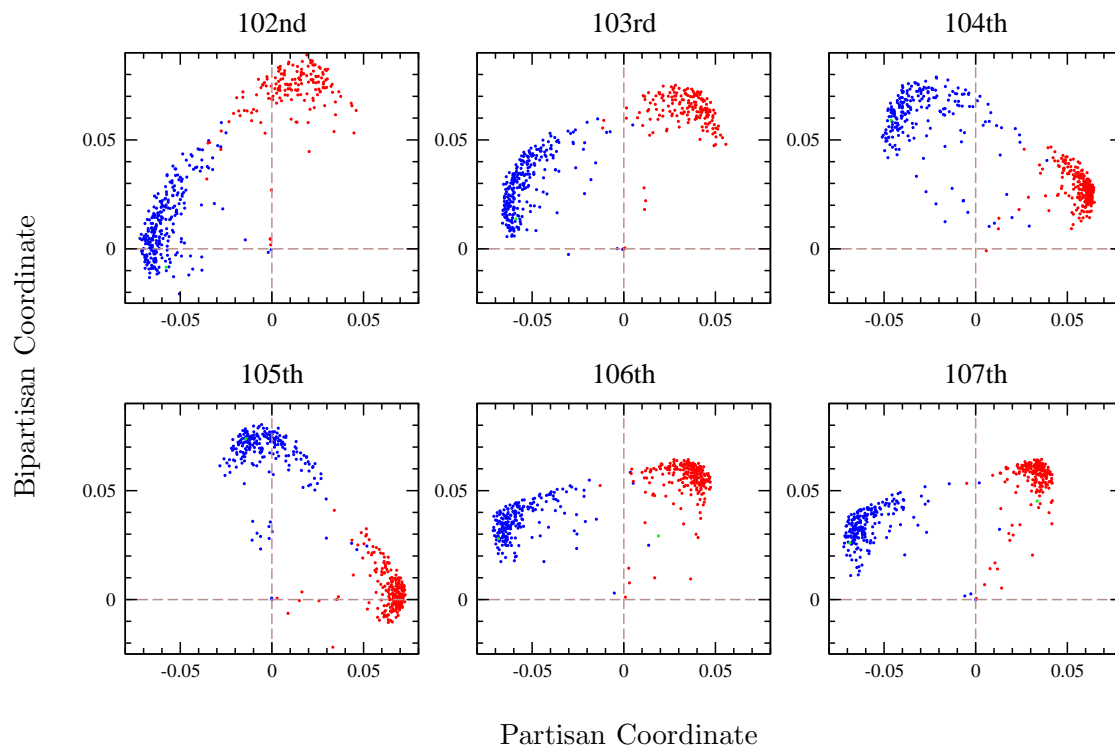 102nd 103rd 104th
0.05 0.05 0.05
0 0 0
-0.05 0 0.05 -0.05 0 0.05 -0.05 0 0.05
Bipartisan Coordinate
105th 106th 107th
0.05 0.05 0.05
0 0 0
-0.05 0 0.05 -0.05 0 0.05 -0.05 0 0.05
Partisan Coordinate